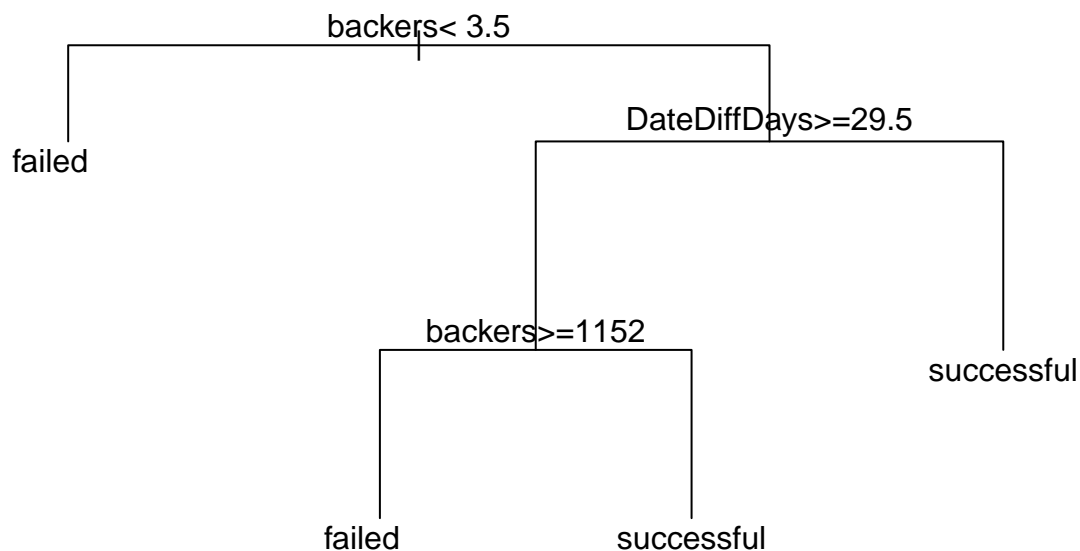 backers< 3.5
DateDiffDays>=29.5
failed
backers>=1152
successful
failed
successful